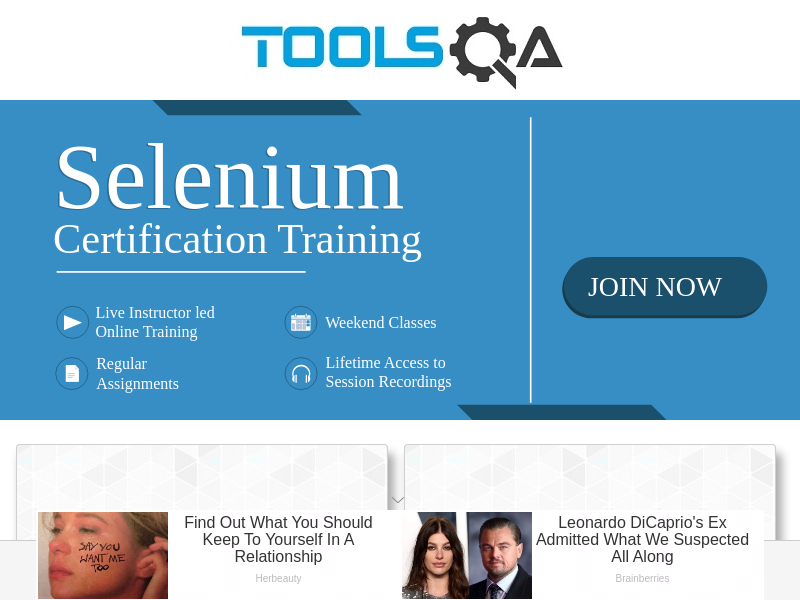 TOOLSQA
Selenium
Certification Training
JOIN NOW
Live Instructor led
Online Training
Weekend Classes
Regular
Assignments
Lifetime Access to
Session Recordings
SAY YOU
WANT ME
TOO
Find Out What You Should
Keep To Yourself In A
Relationship
Herbeauty
Leonardo DiCaprio's Ex
Admitted What We Suspected
All Along
Brainberries